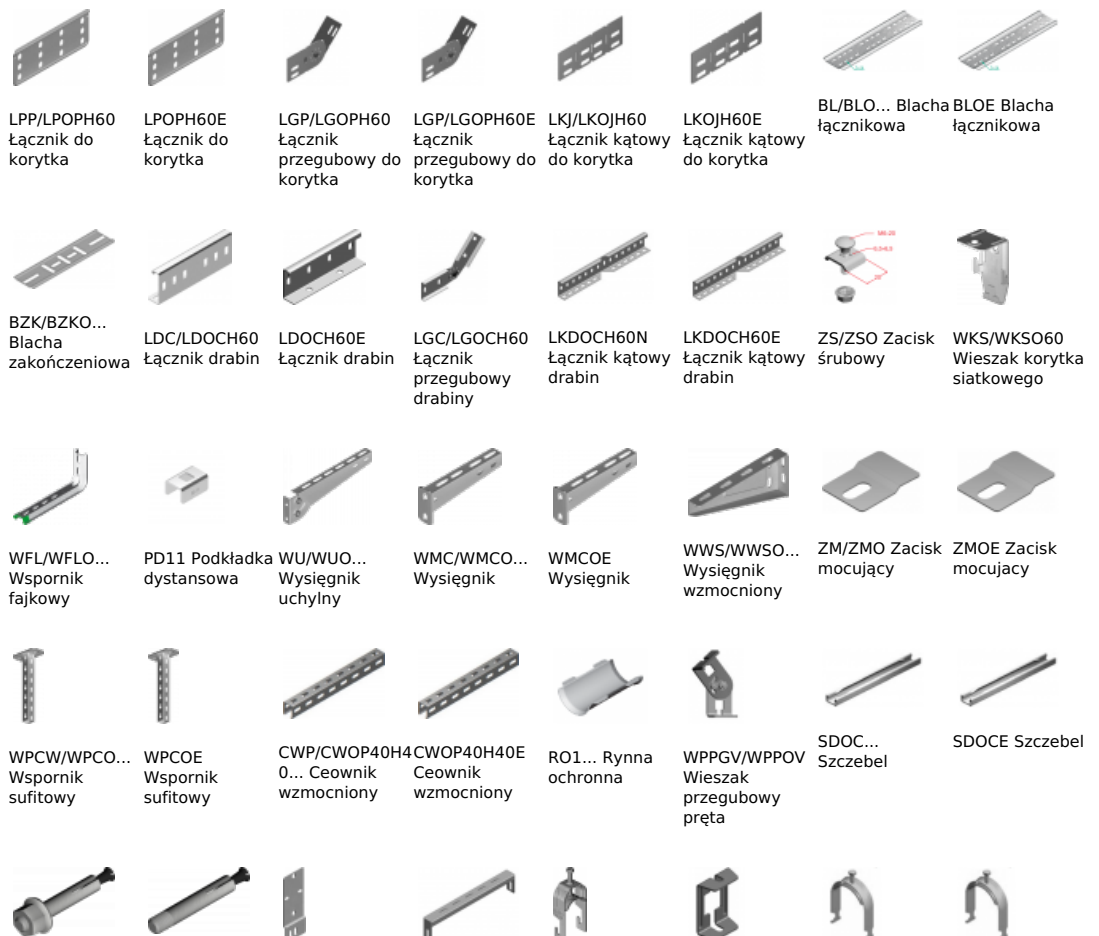 LPP/LPOPH60
Łącznik do
korytka
LPOPH60E
Łącznik do
korytka
LGP/LGOPH60
Łącznik
przegubowy do
korytka
LGP/LGOPH60E
Łącznik
przegubowy do
korytka
LKJ/LKOJH60
Łącznik kątowy
do korytka
LKOJH60E
Łącznik kątowy
do korytka
BL/BLO... Blacha
łącznikowa
BLOE Blacha
łącznikowa
BZK/BZKO...
Blacha
zakończeniowa
LDC/LDOCH60
Łącznik drabin
LDOCH60E
Łącznik drabin
LGC/LGOCH60
Łącznik
przegubowy
drabiny
LKDOCH60N
Łącznik kątowy
drabin
LKDOCH60E
Łącznik kątowy
drabin
ZS/ZSO Zacisk
śrubowy
WKS/WKSO60
Wieszak korytka
siatkowego
WFL/WFLO...
Wspornik
fajkowy
PD11 Podkładka
dystansowa
WU/WUO...
Wysięgnik
uchylny
WMC/WMCO...
Wysięgnik
WMCOE
Wysięgnik
WWS/WWSO...
Wysięgnik
wzmocniony
ZM/ZMO Zacisk
mocujący
ZMOE Zacisk
mocujacy
WPCW/WPCO...
Wspornik
sufitowy
WPCOE
Wspornik
sufitowy
CWP/CWOP40H4
0... Ceownik
wzmocniony
CWOP40H40E
Ceownik
wzmocniony
RO1... Rynna
ochronna
WPPGV/WPPOV
Wieszak
przegubowy
pręta
SDOC...
Szczebel
SDOCE Szczebel